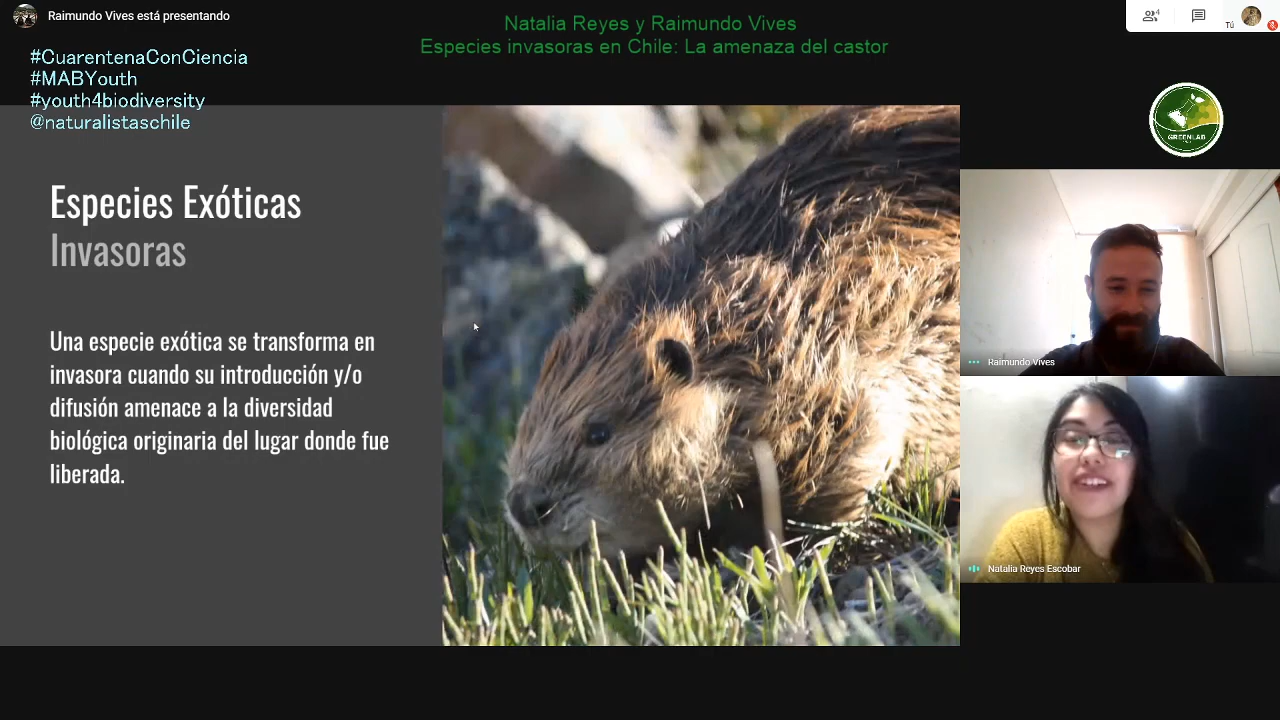 Raimundo Vives está presentando
Natalia Reyes y Raimundo Vives
Especies invasoras en Chile: La amenaza del castor
4
Tú
#CuarentenaConCiencia
#MABYouth
#youth4biodiversity
@naturalistaschile
GREENLAB
Especies Exóticas
Invasoras
Una especie exótica se transforma en
invasora cuando su introducción y/o
difusión amenace a la diversidad
biológica originaria del lugar donde fue
liberada.
Raimundo Vives
Natalia Reyes Escobar